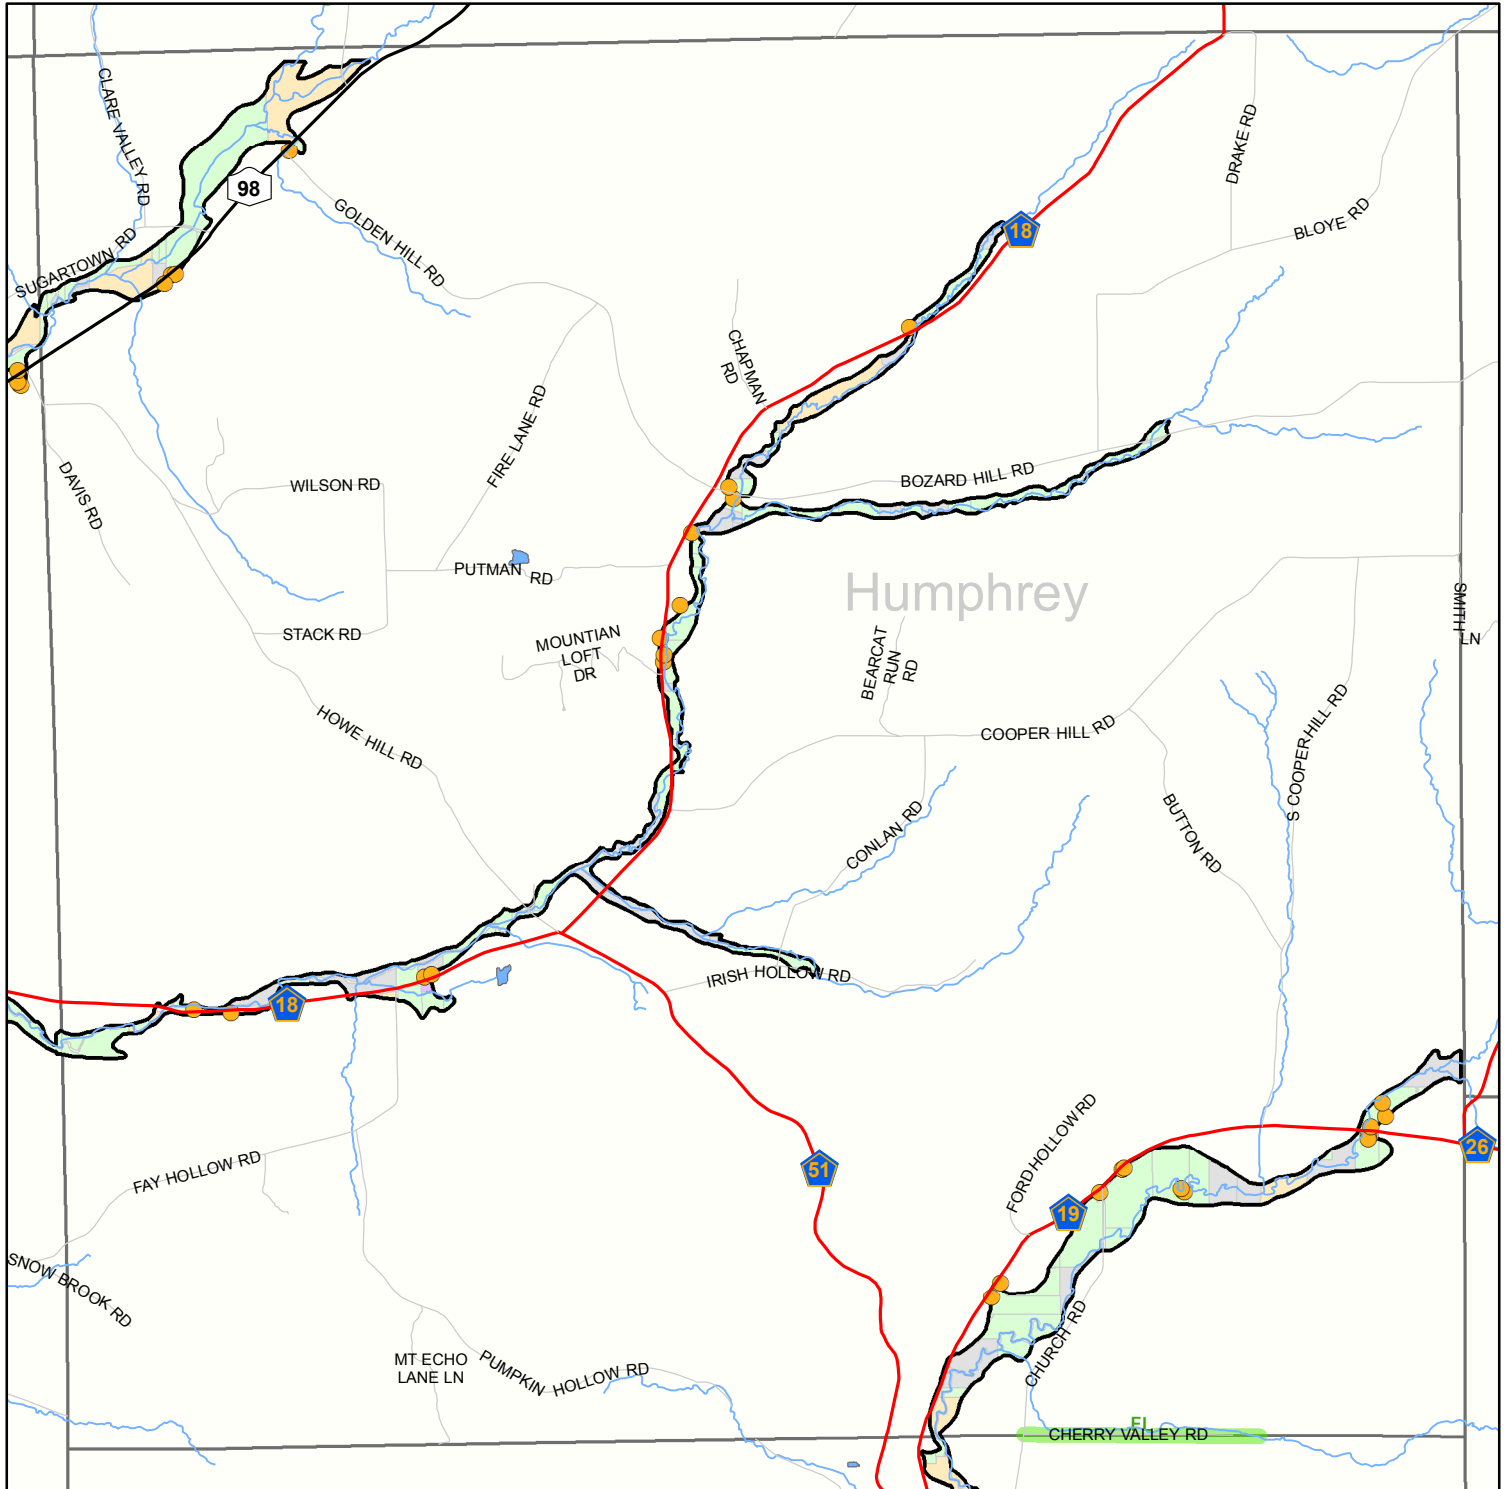 CLARE VALLEY RD
98
DRAKE RD
GOLDEN HILL RD
BLOYE RD
18
SUGARTOWN RD
CHAPMAN
RD
FIRE LANE RD
DAVIS RD
WILSON RD
BOZARD HILL RD
PUTMAN RD
Humphrey
SMITH
LN
STACK RD
MOUNTIAN
LOFT
DR
BEARCAT
RUN
RD
HOWE HILL RD
COOPER HILL RD
S COOPER HILL RD
CONLAN RD
BUTTON RD
IRISH HOLLOW RD
18
FORD HOLLOW RD
26
FAY HOLLOW RD
51
19
SNOW BROOK RD
CHURCH RD
MT ECHO
LANE LN
PUMPKIN HOLLOW RD
CHERRY VALLEY RD